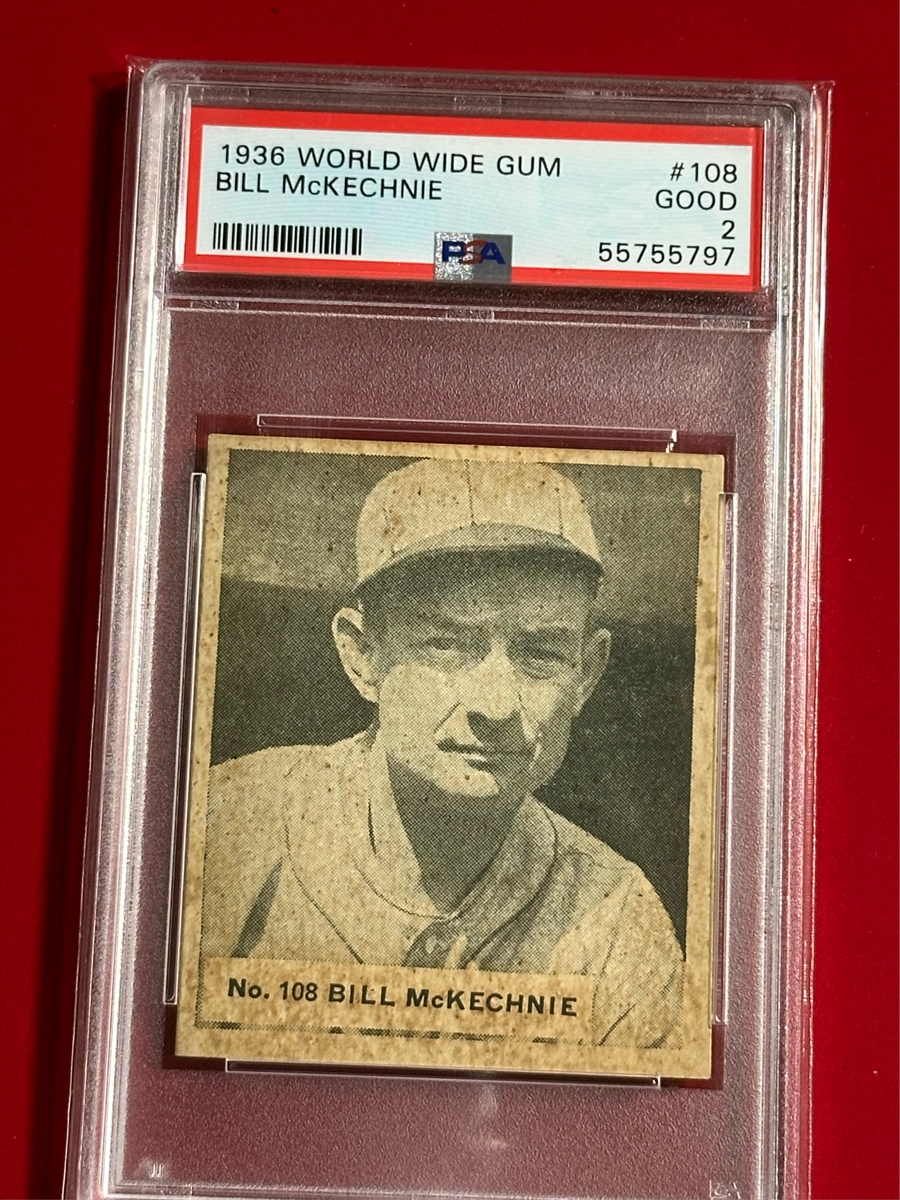 1936 WORLD WIDE GUM #108
BILL McKECHNIE GOOD
2
PSA 55755797
No. 108 BILL McKECHNIE